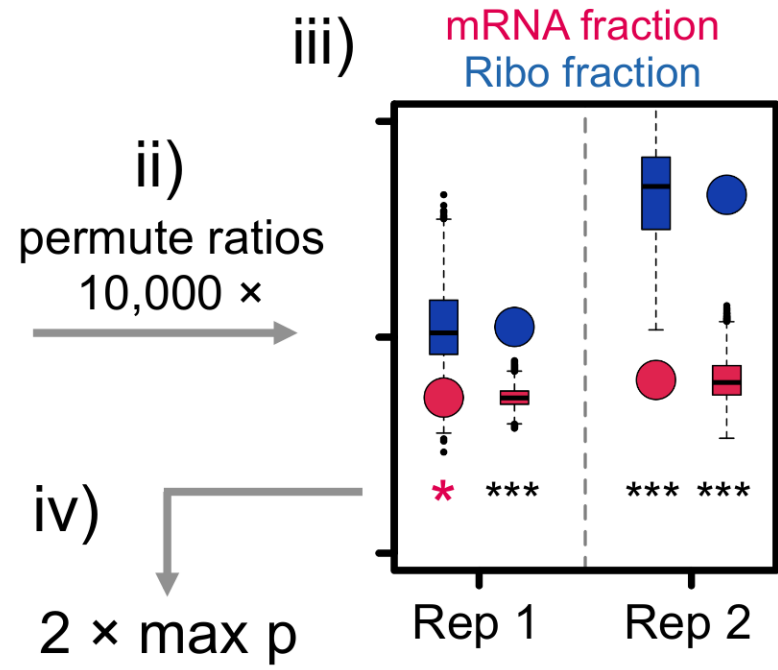 iii)
mRNA fraction
Ribo fraction
ii)
permute ratios
10,000 ×
* *** *** ***
iv)
2 × max p
Rep 1 Rep 2